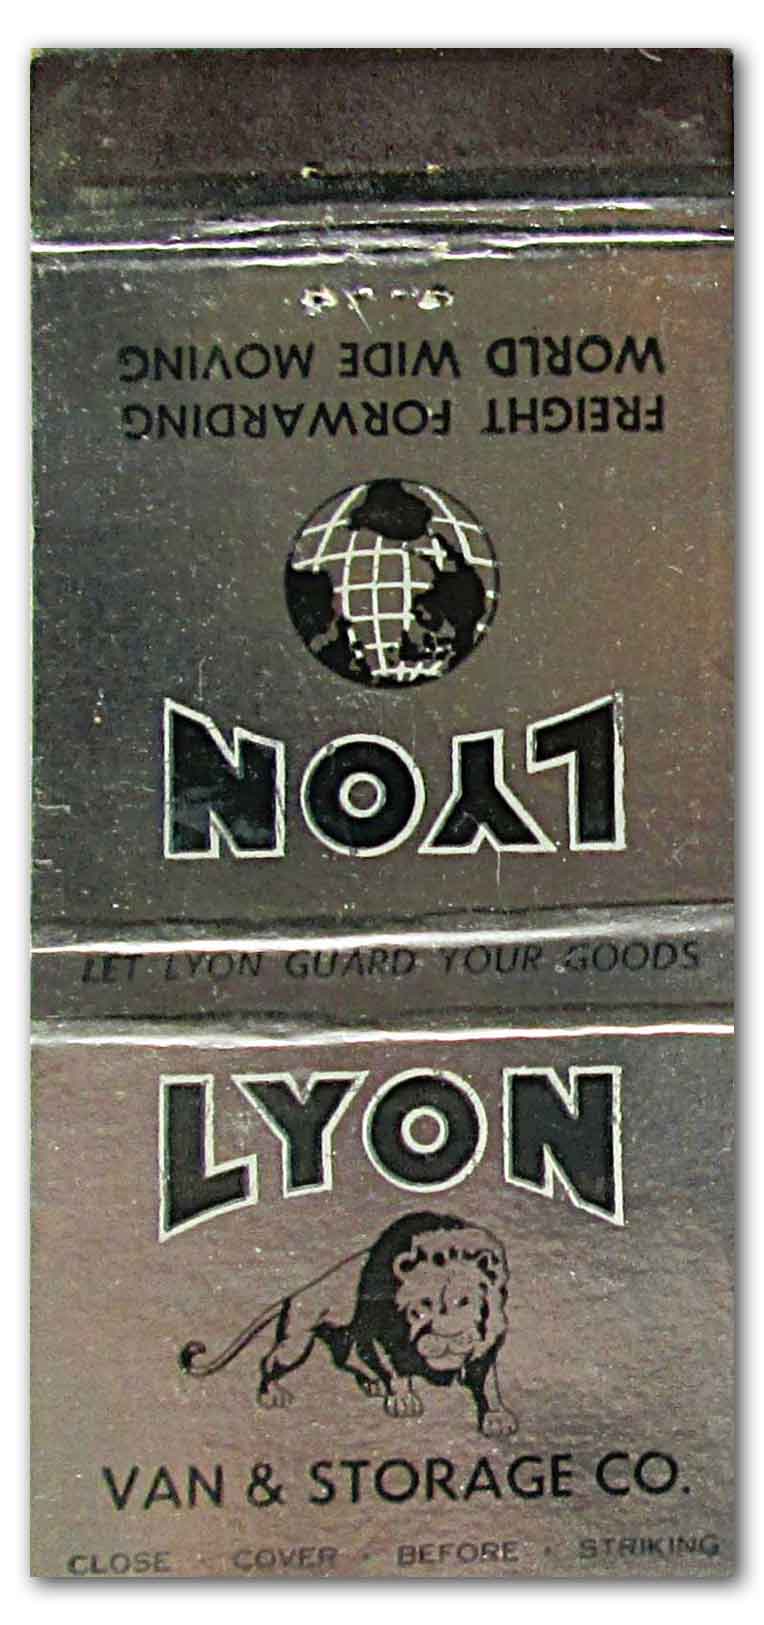 WORLD WIDE MOVING
FREIGHT FORWARDING
LYON
LET LYON GUARD YOUR GOODS
LYON
VAN & STORAGE CO.
CLOSE · COVER · BEFORE · STRIKING